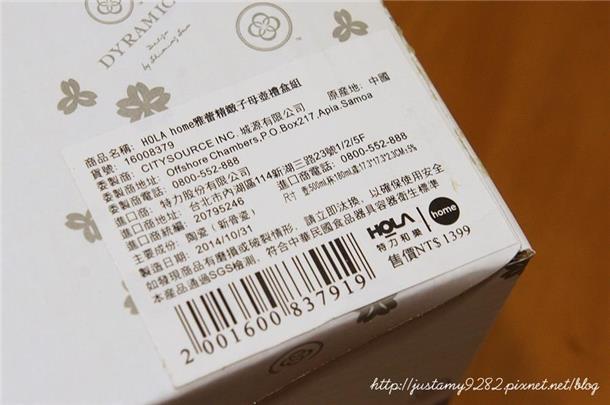 DYRAMIC
Design
商品名稱: HOLA home雅蕾精緻子母壺禮盒組
貨號: 16008379
原產地: 中國
委製商: CITYSOURCE INC. 城源有限公司
委製商地址: Offshore Chambers,P.O.Box217,Apia.Samoa
委製商電話: 0800-552-888
進口商電話: 0800-552-888
進口商: 特力股份有限公司
進口商地址: 台北市內湖區114新湖三路23號1/2/5F
進口商統編: 20795246
尺寸
主要成份: 陶瓷 (新骨瓷)
製造日期: 2014/10/31
如發現商品有磨損或破裂情形, 請立即汰換, 以確保使用安全
本產品通過SGS檢測, 符合中華民國食品器具容器衛生標準
HOLA home
特力和樂
售價NT$ 1399
2 001600 837919
http://justamy9282.pixnet.net/blog